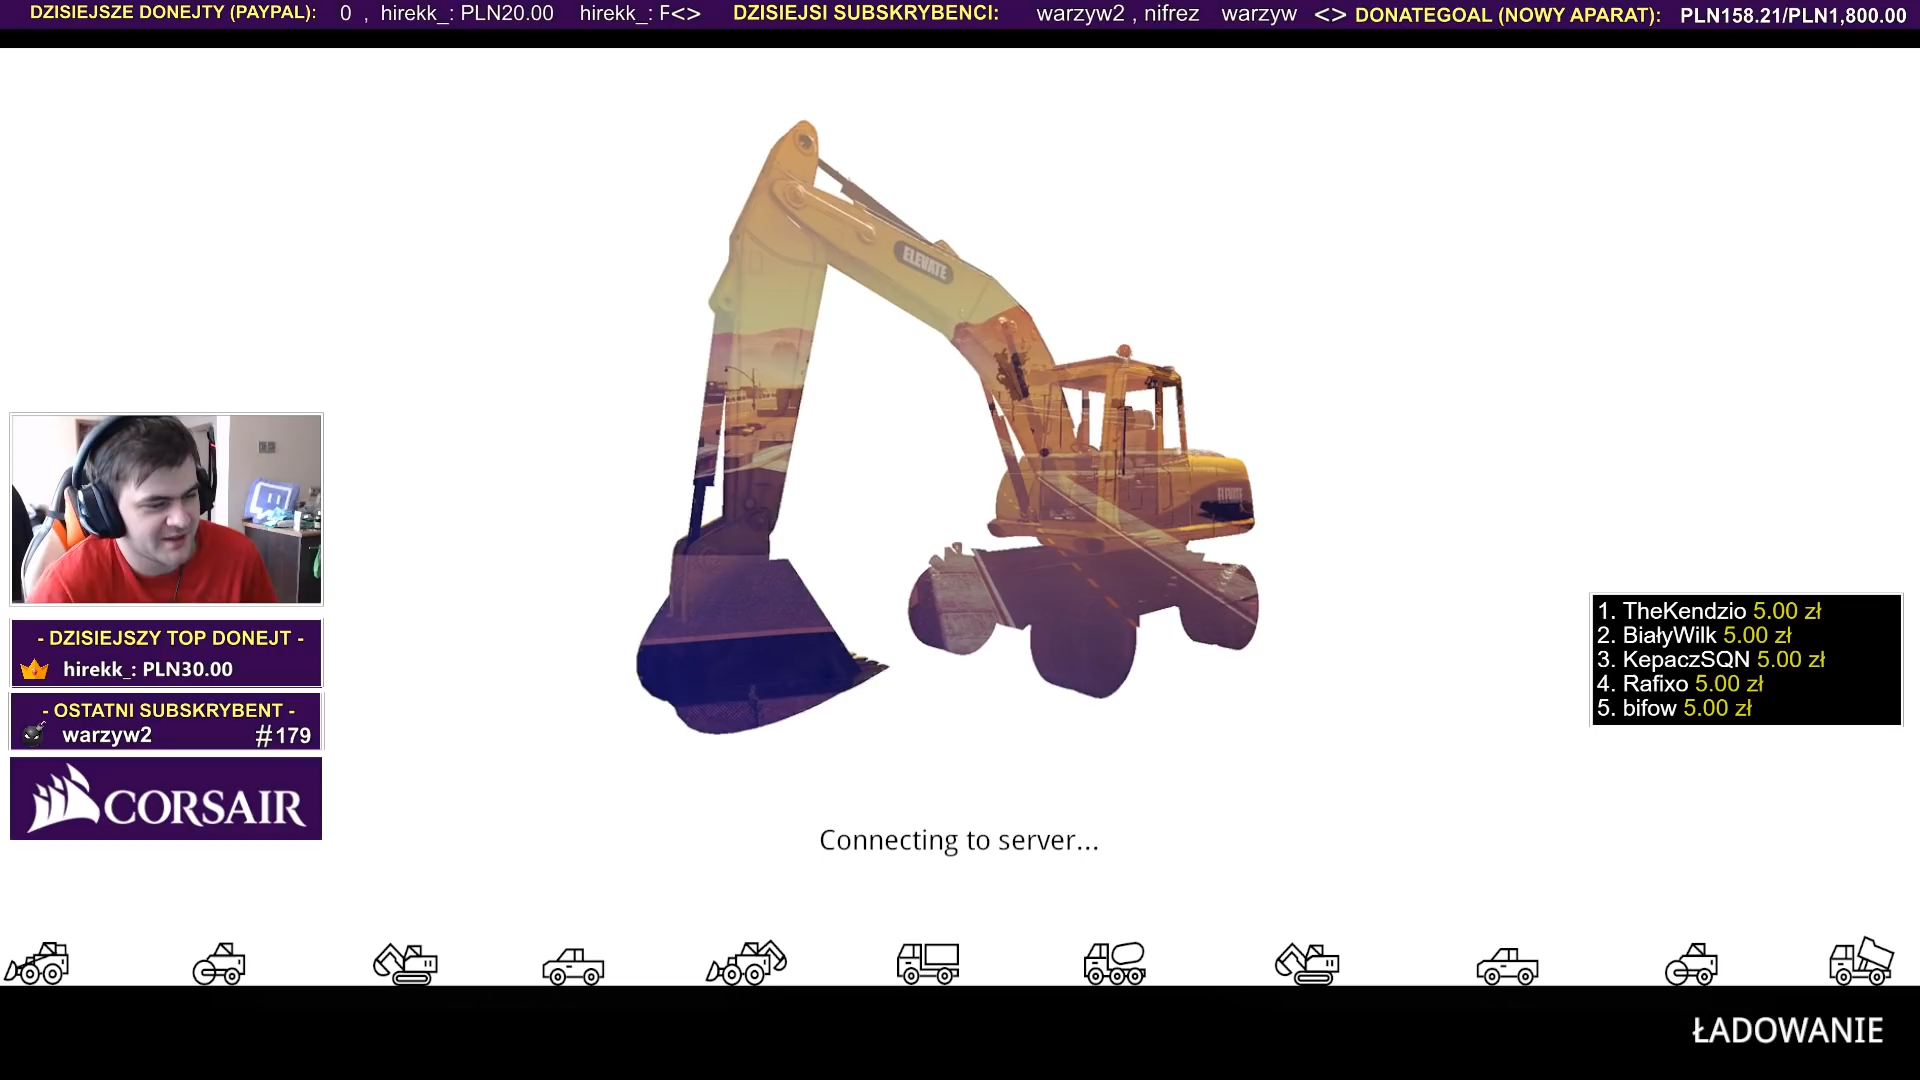 DZISIEJSZE DONEJTY (PAYPAL): 0 , hirekk_: PLN20.00 hirekk_: F<> DZISIEJSI SUBSKRYBENCI: warzyw2 , nifrez warzyw <> DONATEGOAL (NOWY APARAT): PLN158.21/PLN1,800.00
ELEVATE
ELEVATE
- DZISIEJSZY TOP DONEJT -
hirekk_: PLN30.00
- OSTATNI SUBSKRYBENT -
warzyw2 #179
CORSAIR
1. TheKendzio 5.00 zł
2. BiałyWilk 5.00 zł
3. KepaczSQN 5.00 zł
4. Rafixo 5.00 zł
5. bifow 5.00 zł
Connecting to server...
ŁADOWANIE